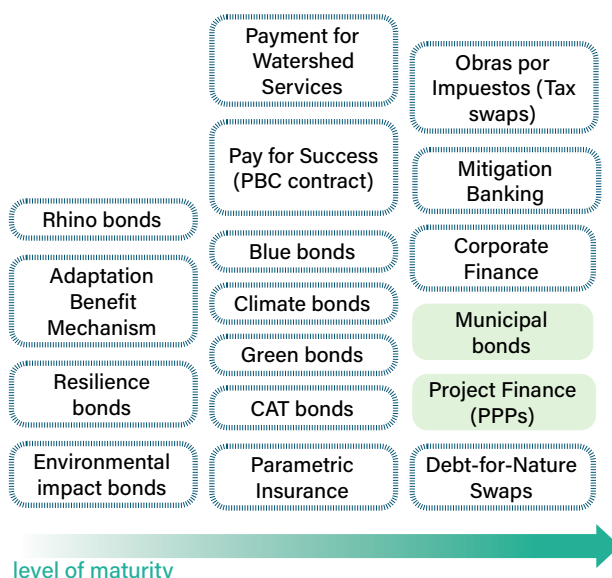 Rhino bonds
Adaptation
Benefit
Mechanism
Resilience
bonds
Environmental
impact bonds
Payment for
Watershed
Services
Pay for Success
(PBC contract)
Blue bonds
Climate bonds
Green bonds
CAT bonds
Parametric
Insurance
Obras por
Impuestos (Tax
swaps)
Mitigation
Banking
Corporate
Finance
Municipal
bonds
Project Finance
(PPPs)
Debt-for-Nature
Swaps
level of maturity